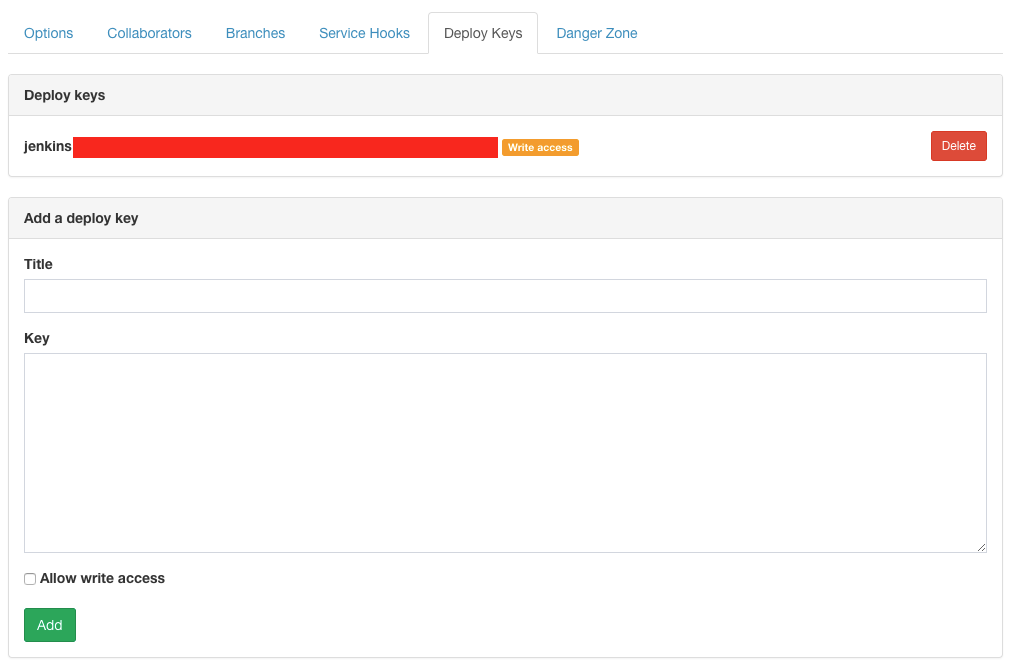 Options Collaborators Branches Service Hooks Deploy Keys Danger Zone
Deploy keys
jenkins Write access Delete
Add a deploy key
Title
Key
Allow write access
Add